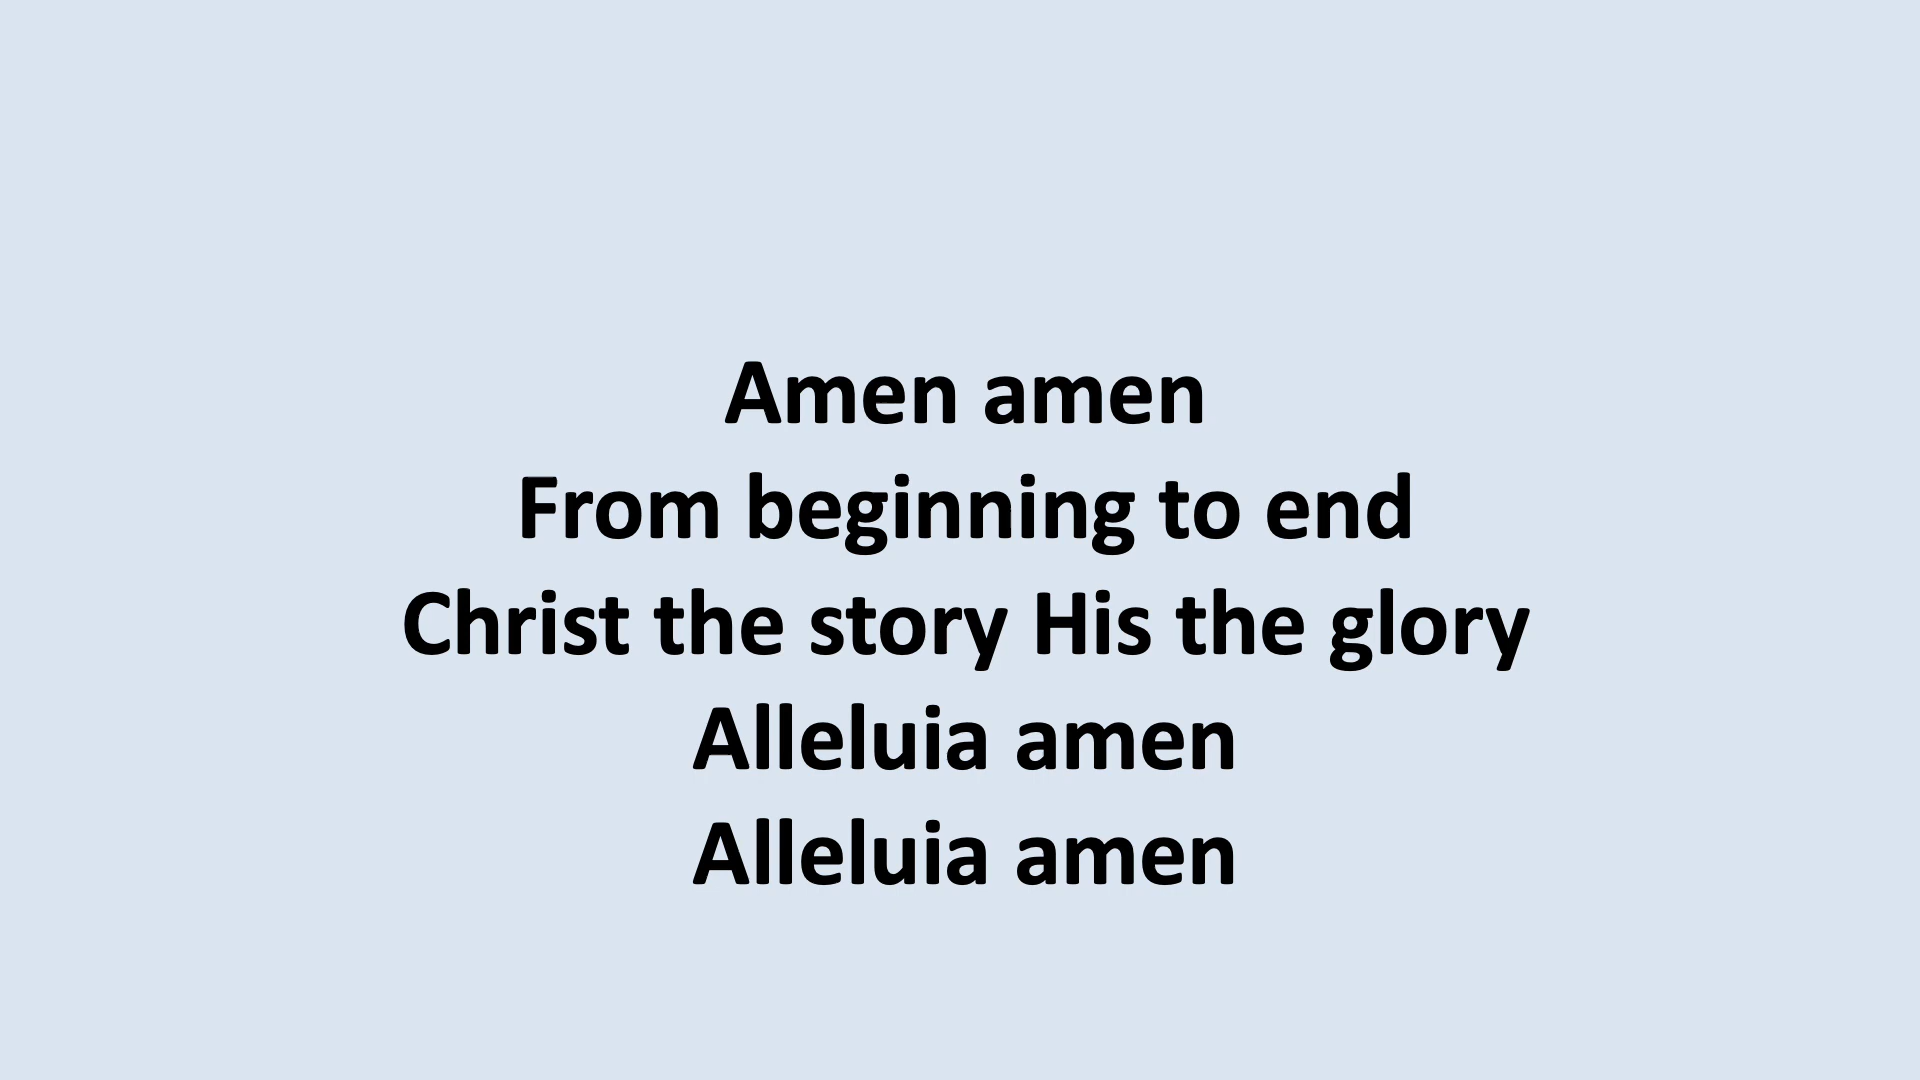 Amen amen
From beginning to end
Christ the story His the glory
Alleluia amen
Alleluia amen